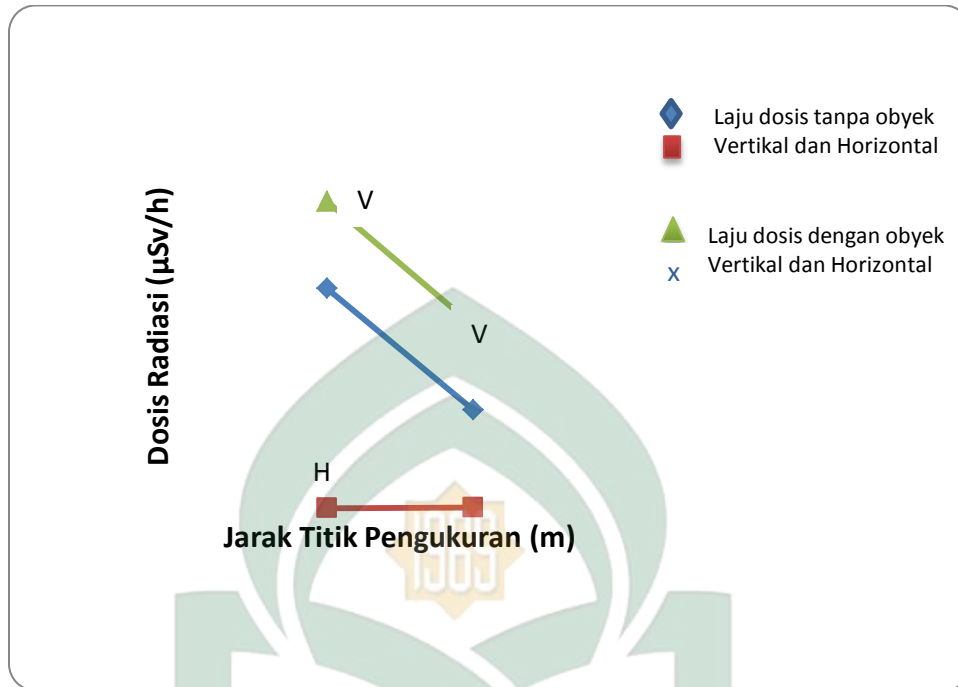 Laju dosis tanpa obyek
Vertikal dan Horizontal
V
Laju dosis dengan obyek
x Vertikal dan Horizontal
Dosis Radiasi (µSv/h)
V
H
Jarak Titik Pengukuran (m)
1989